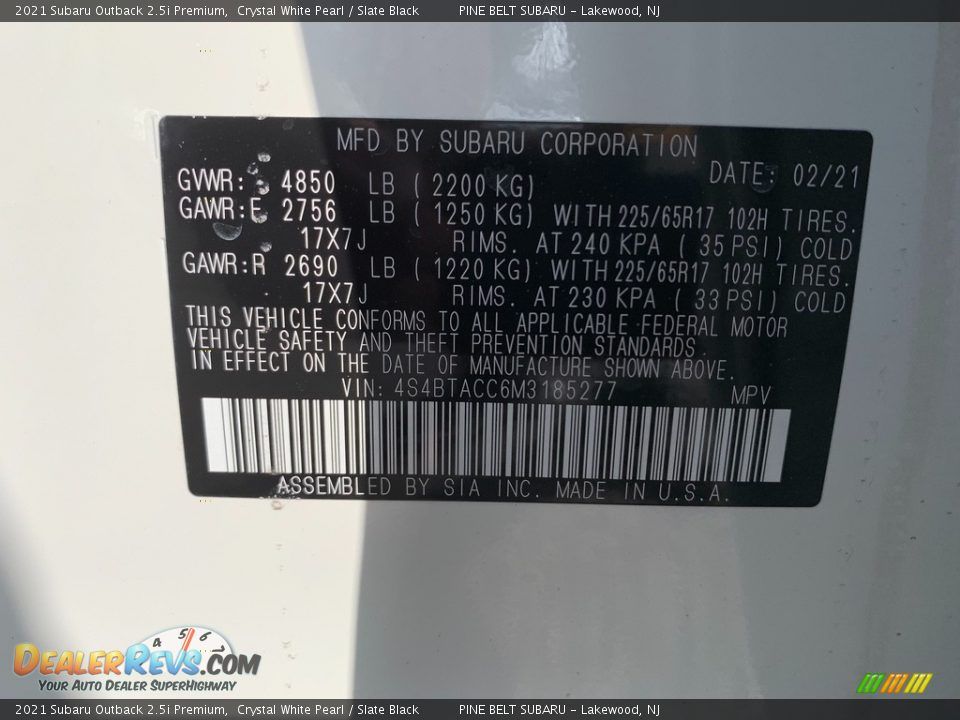 2021 Subaru Outback 2.5i Premium,  Crystal White Pearl / Slate Black        PINE BELT SUBARU - Lakewood, NJ
MFD BY SUBARU CORPORATION
DATE: 02/21
GVWR: 4850 LB ( 2200 KG)
GAWR:F 2756 LB ( 1250 KG) WITH 225/65R17 102H TIRES.
17X7J RIMS. AT 240 KPA ( 35 PSI) COLD
GAWR:R 2690 LB ( 1220 KG) WITH 225/65R17 102H TIRES.
17X7J RIMS. AT 230 KPA ( 33 PSI) COLD
THIS VEHICLE CONFORMS TO ALL APPLICABLE FEDERAL MOTOR
VEHICLE SAFETY AND THEFT PREVENTION STANDARDS
IN EFFECT ON THE DATE OF MANUFACTURE SHOWN ABOVE.
VIN: 4S4BTACC6M3185277 MPV
ASSEMBLED BY SIA INC. MADE IN U.S.A.
4 5 6 7
DEALERREVS.COM
YOUR AUTO DEALER SUPERHIGHWAY
2021 Subaru Outback 2.5i Premium,  Crystal White Pearl / Slate Black        PINE BELT SUBARU - Lakewood, NJ